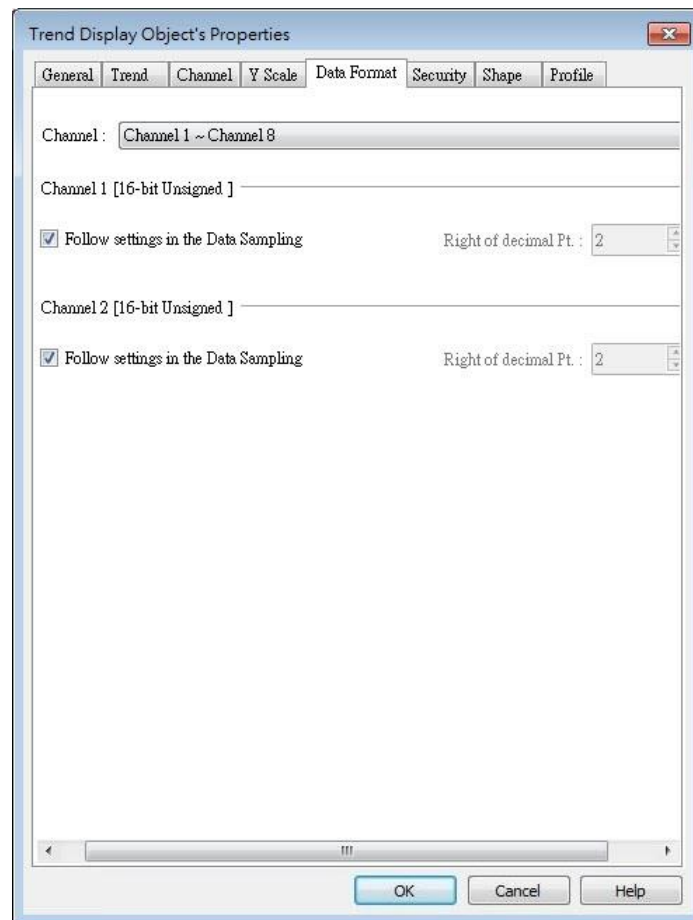 Trend Display Object's Properties
General Trend Channel Y Scale Data Format Security Shape Profile
Channel : Channel 1 ~ Channel 8
Channel 1 [16-bit Unsigned ]
Follow settings in the Data Sampling Right of decimal Pt. : 2
Channel 2 [16-bit Unsigned ]
Follow settings in the Data Sampling Right of decimal Pt. : 2
OK Cancel Help